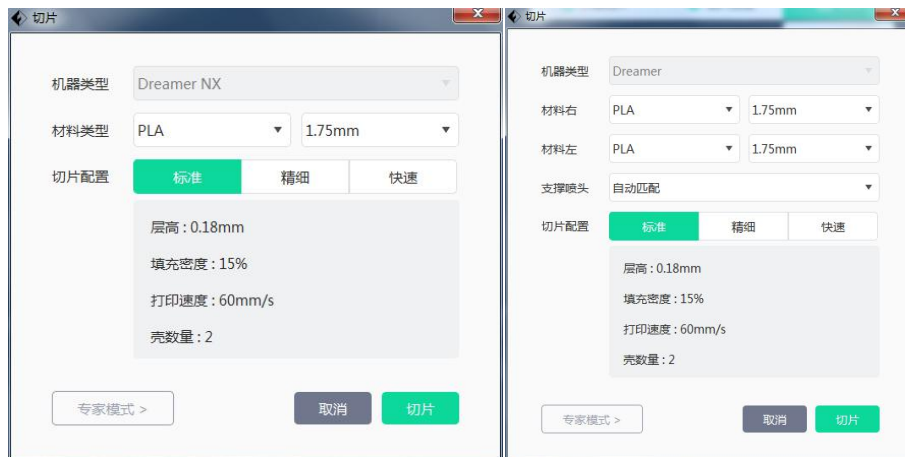 切片
机器类型 Dreamer NX
材料类型 PLA 1.75mm
切片配置 标准 精细 快速
层高 : 0.18mm
填充密度 : 15%
打印速度 : 60mm/s
壳数量 : 2
专家模式 > 取消 切片
切片
机器类型 Dreamer
材料右 PLA 1.75mm
材料左 PLA 1.75mm
支撑喷头 自动匹配
切片配置 标准 精细 快速
层高 : 0.18mm
填充密度 : 15%
打印速度 : 60mm/s
壳数量 : 2
专家模式 > 取消 切片